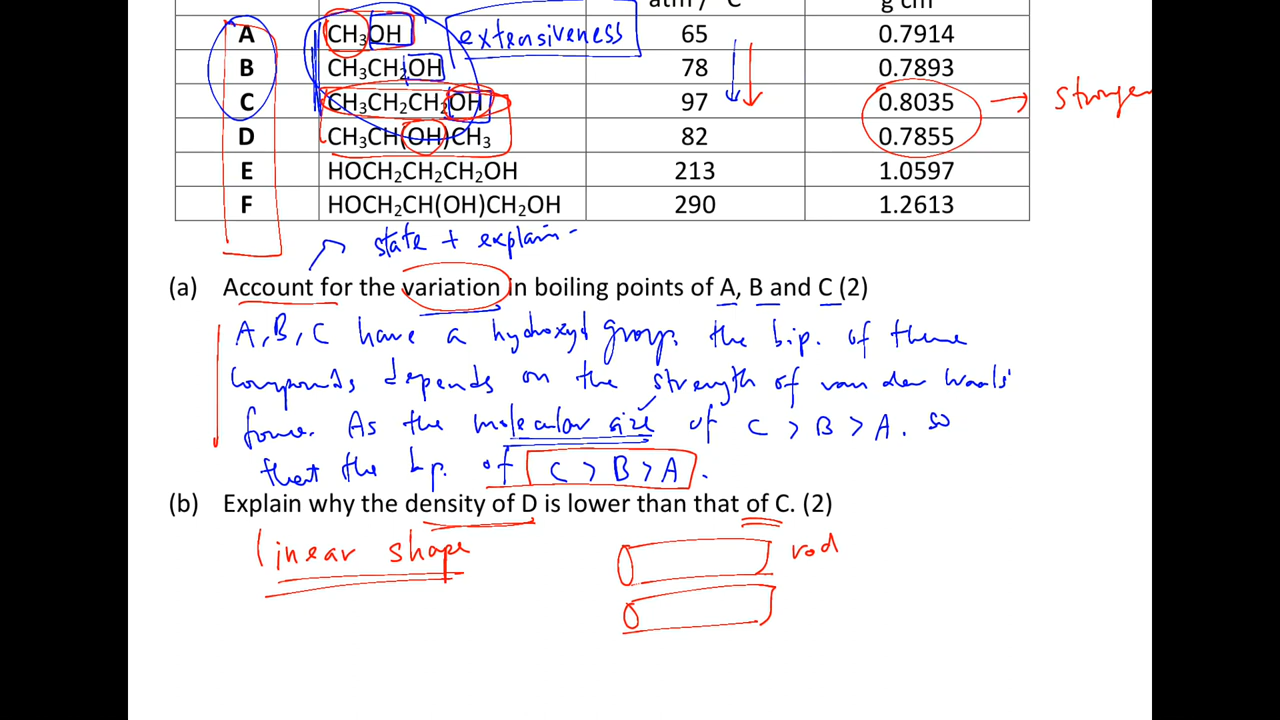 atm / °C g cm
A CH₃OH extensiveness 65 0.7914
B CH₃CH₂OH 78 0.7893
C CH₃CH₂CH₂OH 97 0.8035 → stronger
D CH₃CH(OH)CH₃ 82 0.7855
E HOCH₂CH₂CH₂OH 213 1.0597
F HOCH₂CH(OH)CH₂OH 290 1.2613
state + explain
(a) Account for the variation in boiling points of A, B and C (2)
A, B, C have a hydroxyl group. the b.p. of these
compounds depends on the strength of van der Waals'
force. As the molecular size of C > B > A. so
that the b.p. of C > B > A.
(b) Explain why the density of D is lower than that of C. (2)
linear shape rod